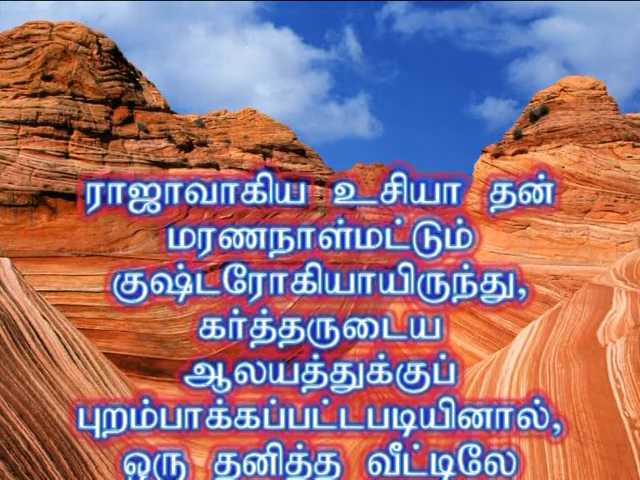 ராஜாவாகிய உசியா தன்
மரணநாள்மட்டும்
குஷ்டரோகியாயிருந்து,
கர்த்தருடைய
ஆலயத்துக்குப்
புறம்பாக்கப்பட்டபடியினால்,
ஒரு தனித்த வீட்டிலே